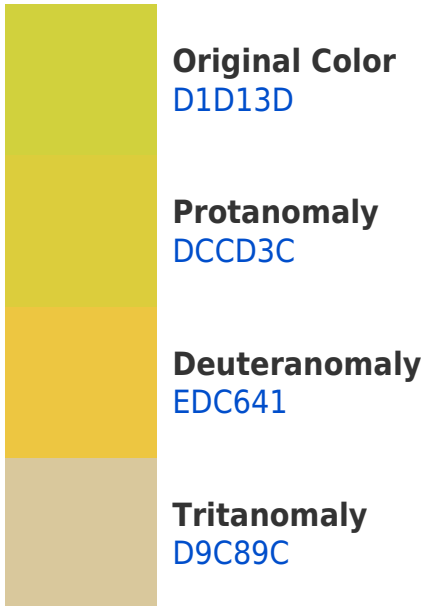 Original Color
D1D13D
Protanomaly
DCCD3C
Deuteranomaly
EDC641
Tritanomaly
D9C89C